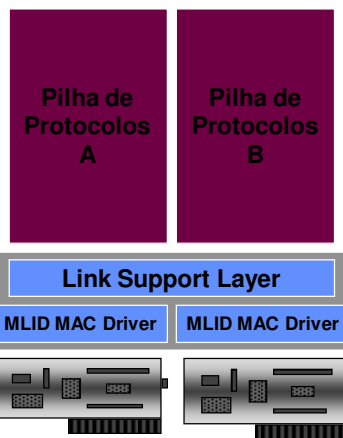 Pilha de
Protocolos
A
Pilha de
Protocolos
B
Link Support Layer
MLID MAC Driver
MLID MAC Driver